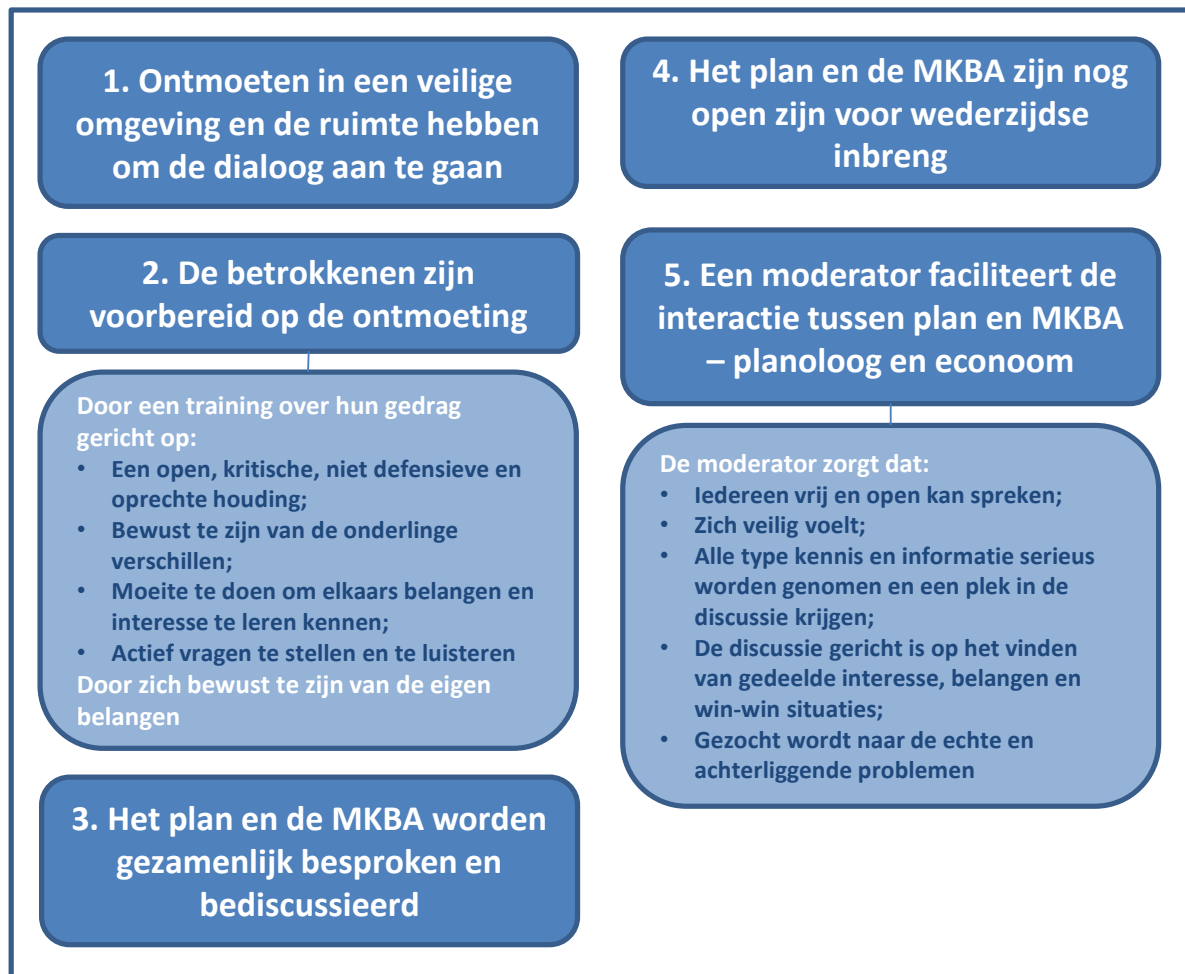 1. Ontmoeten in een veilige
omgeving en de ruimte hebben
om de dialoog aan te gaan
2. De betrokkenen zijn
voorbereid op de ontmoeting
Door een training over hun gedrag
gericht op:
• Een open, kritische, niet defensieve en
oprechte houding;
• Bewust te zijn van de onderlinge
verschillen;
• Moeite te doen om elkaars belangen en
interesse te leren kennen;
• Actief vragen te stellen en te luisteren
Door zich bewust te zijn van de eigen
belangen
3. Het plan en de MKBA worden
gezamenlijk besproken en
bediscussieerd
4. Het plan en de MKBA zijn nog
open zijn voor wederzijdse
inbreng
5. Een moderator faciliteert de
interactie tussen plan en MKBA
– planoloog en econoom
De moderator zorgt dat:
• Iedereen vrij en open kan spreken;
• Zich veilig voelt;
• Alle type kennis en informatie serieus
worden genomen en een plek in de
discussie krijgen;
• De discussie gericht is op het vinden
van gedeelde interesse, belangen en
win-win situaties;
• Gezocht wordt naar de echte en
achterliggende problemen